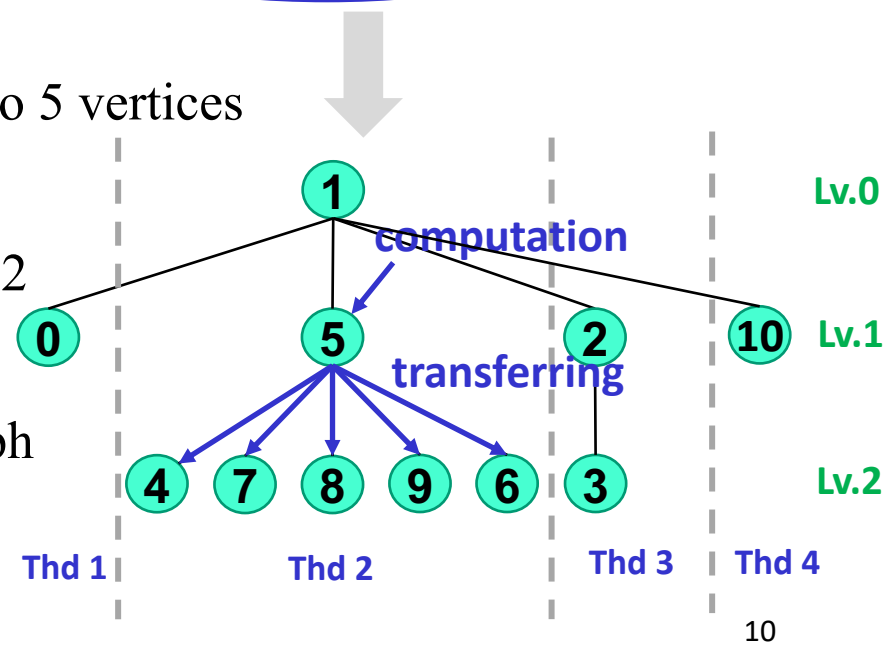 o 5 vertices
1
Lv.0
computation
2
0
5
2
10
Lv.1
transferring
ph
4
7
8
9
6
3
Lv.2
Thd 1
Thd 2
Thd 3
Thd 4
10